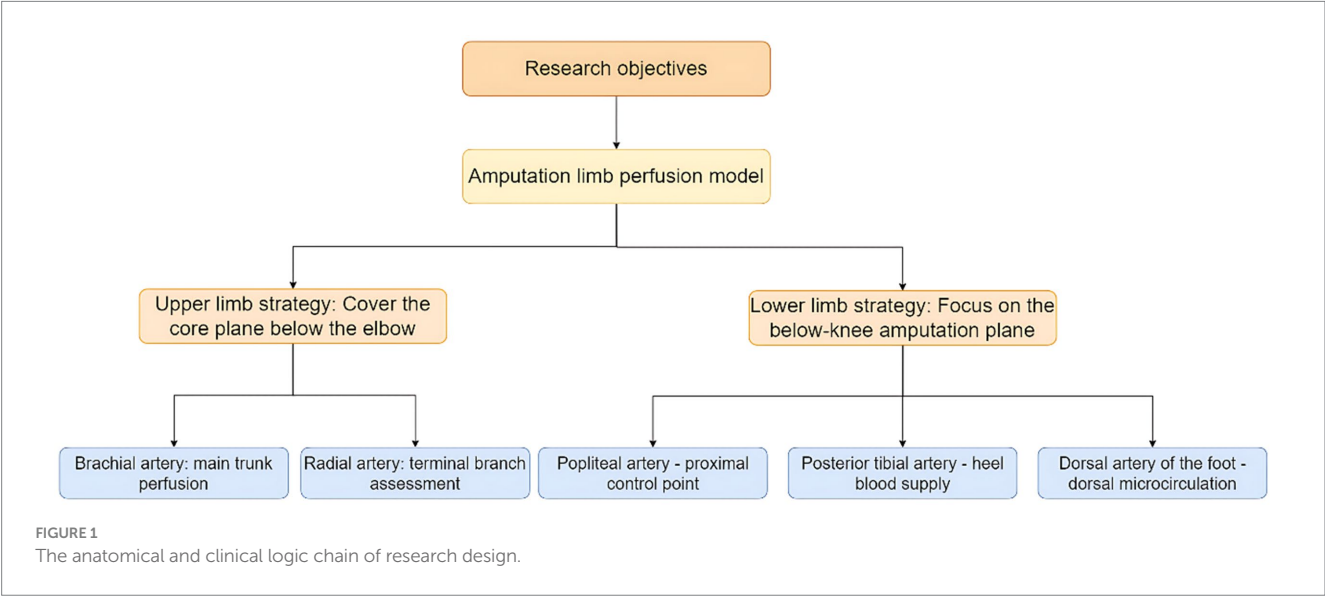 Research objectives
Amputation limb perfusion model
Upper limb strategy: Cover the
core plane below the elbow
Lower limb strategy: Focus on the
below-knee amputation plane
Brachial artery: main trunk
perfusion
Radial artery: terminal branch
assessment
Popliteal artery - proximal
control point
Posterior tibial artery - heel
blood supply
Dorsal artery of the foot -
dorsal microcirculation
FIGURE 1
The anatomical and clinical logic chain of research design.